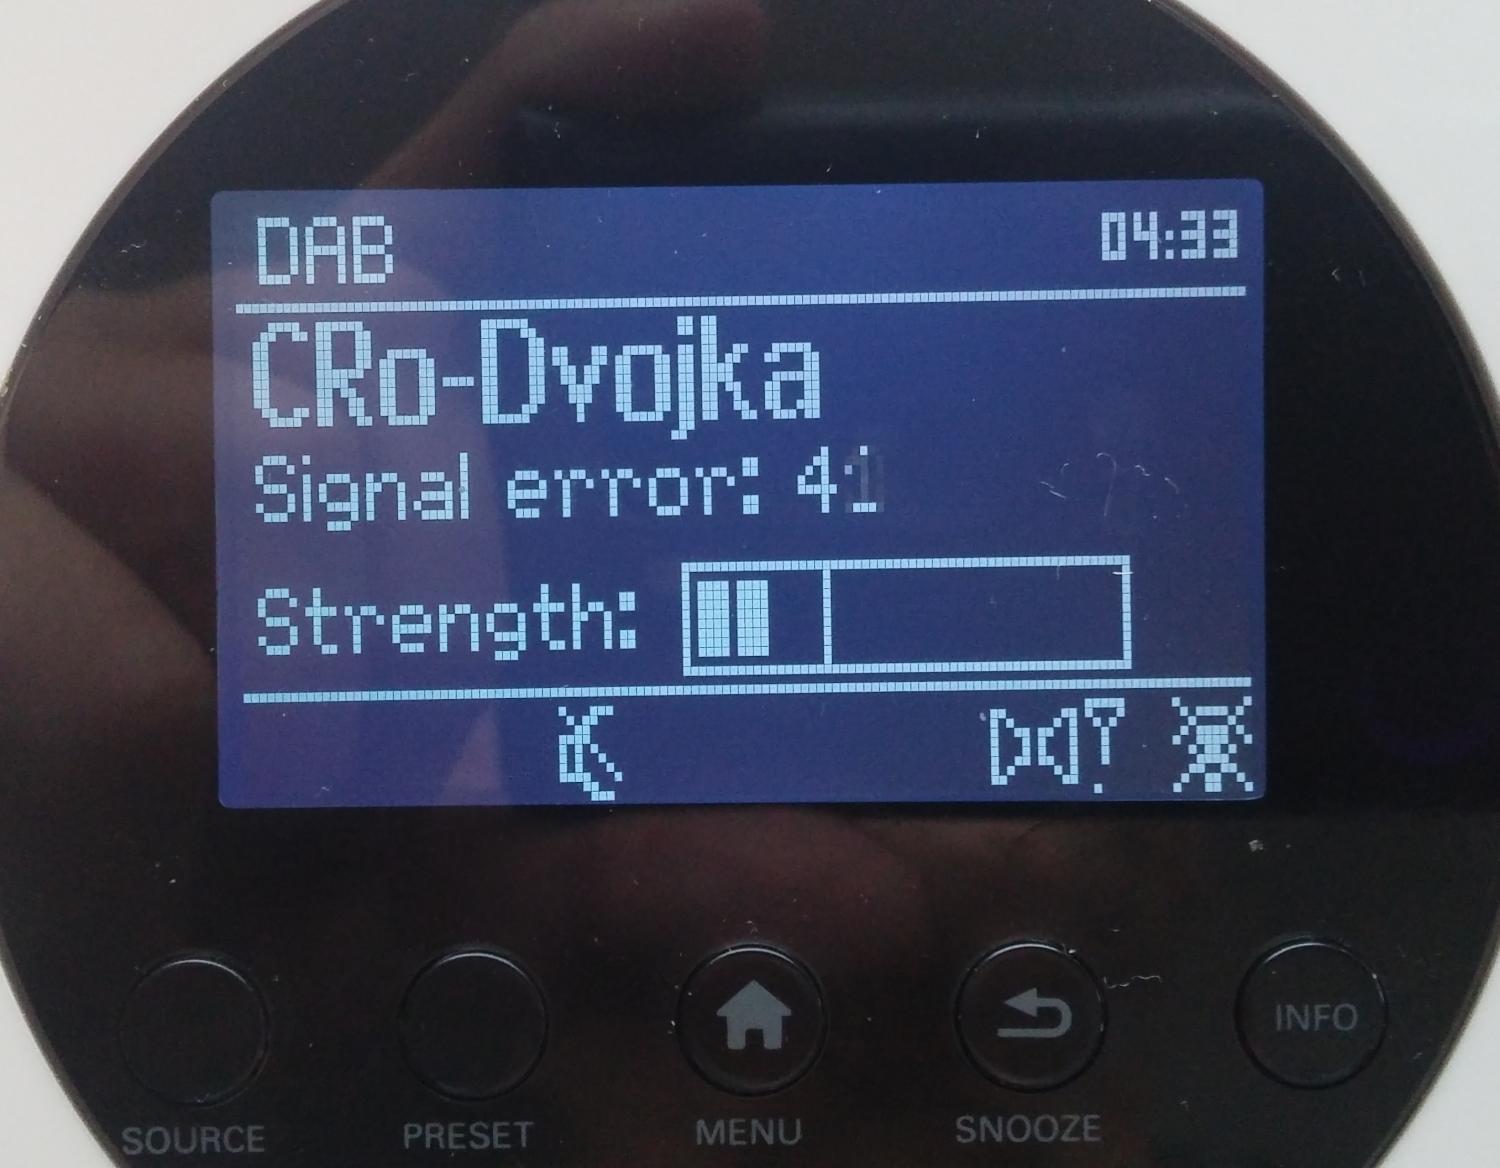 DAB 04:33
CRo-Dvojka
Signal error: 41
Strength:
INFO
SOURCE PRESET MENU SNOOZE